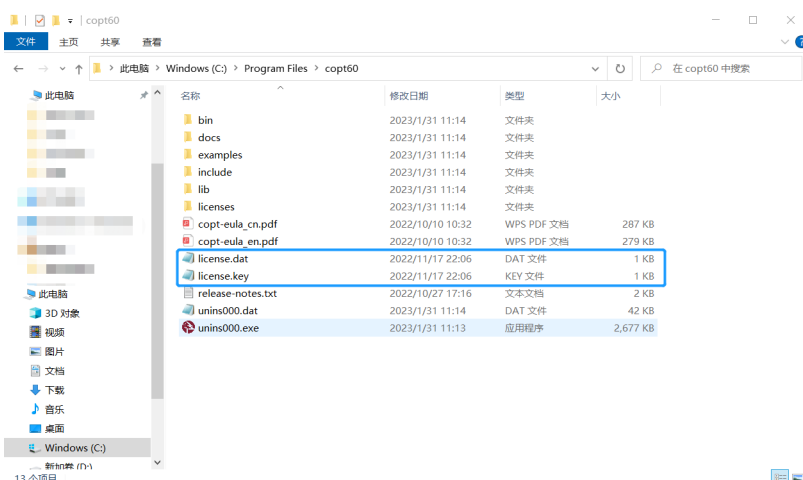 copt60
文件 主页 共享 查看
此电脑 > Windows (C:) > Program Files > copt60 在 copt60 中搜索
此电脑
名称 修改日期 类型 大小
bin 2023/1/31 11:14 文件夹
docs 2023/1/31 11:14 文件夹
examples 2023/1/31 11:14 文件夹
include 2023/1/31 11:14 文件夹
lib 2023/1/31 11:14 文件夹
licenses 2023/1/31 11:14 文件夹
copt-eula_cn.pdf 2022/10/10 10:32 WPS PDF 文档 287 KB
copt-eula_en.pdf 2022/10/10 10:32 WPS PDF 文档 279 KB
license.dat 2022/11/17 22:06 DAT 文件 1 KB
license.key 2022/11/17 22:06 KEY 文件 1 KB
release-notes.txt 2022/10/27 17:16 文本文档 2 KB
unins000.dat 2023/1/31 11:14 DAT 文件 42 KB
unins000.exe 2023/1/31 11:13 应用程序 2,677 KB
此电脑
3D 对象
视频
图片
文档
下载
音乐
桌面
Windows (C:)
新加卷 (D:)
13 个项目